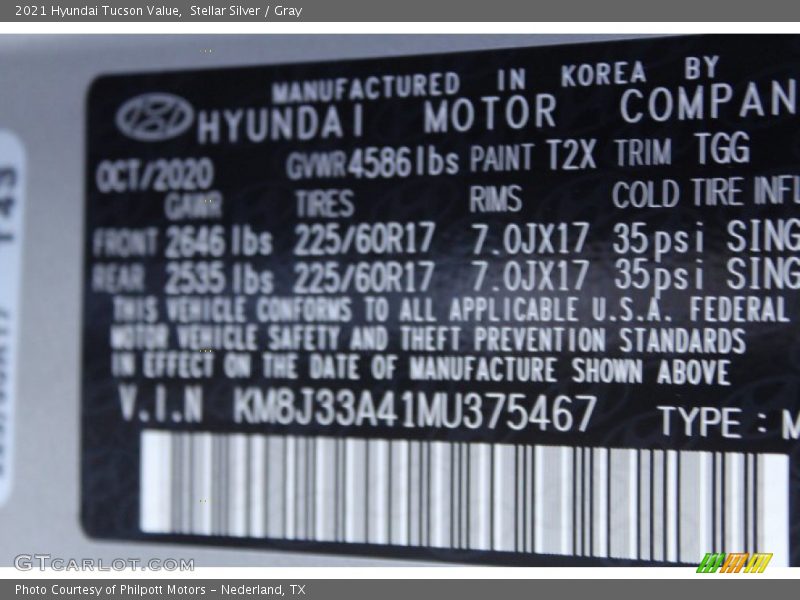 2021 Hyundai Tucson Value, Stellar Silver / Gray
MANUFACTURED IN KOREA BY
HYUNDAI MOTOR COMPAN
OCT/2020 GVWR 4586 lbs PAINT T2X TRIM TGG
GAWR TIRES RIMS COLD TIRE INFL
FRONT 2646 lbs 225/60R17 7.0JX17 35psi SING
REAR 2535 lbs 225/60R17 7.0JX17 35psi SING
THIS VEHICLE CONFORMS TO ALL APPLICABLE U.S.A. FEDERAL
MOTOR VEHICLE SAFETY AND THEFT PREVENTION STANDARDS
IN EFFECT ON THE DATE OF MANUFACTURE SHOWN ABOVE
V.I.N KM8J33A41MU375467 TYPE : M
GTCARLOT.COM
Photo Courtesy of Philpott Motors - Nederland, TX